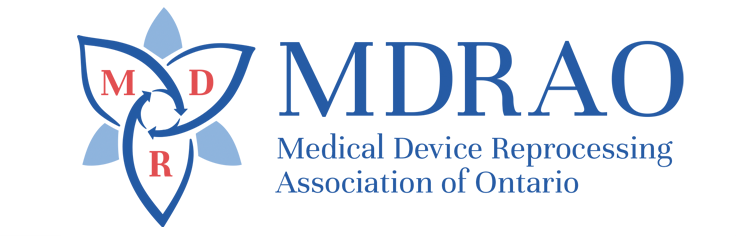 M D
R
MDRAO
Medical Device Reprocessing
Association of Ontario